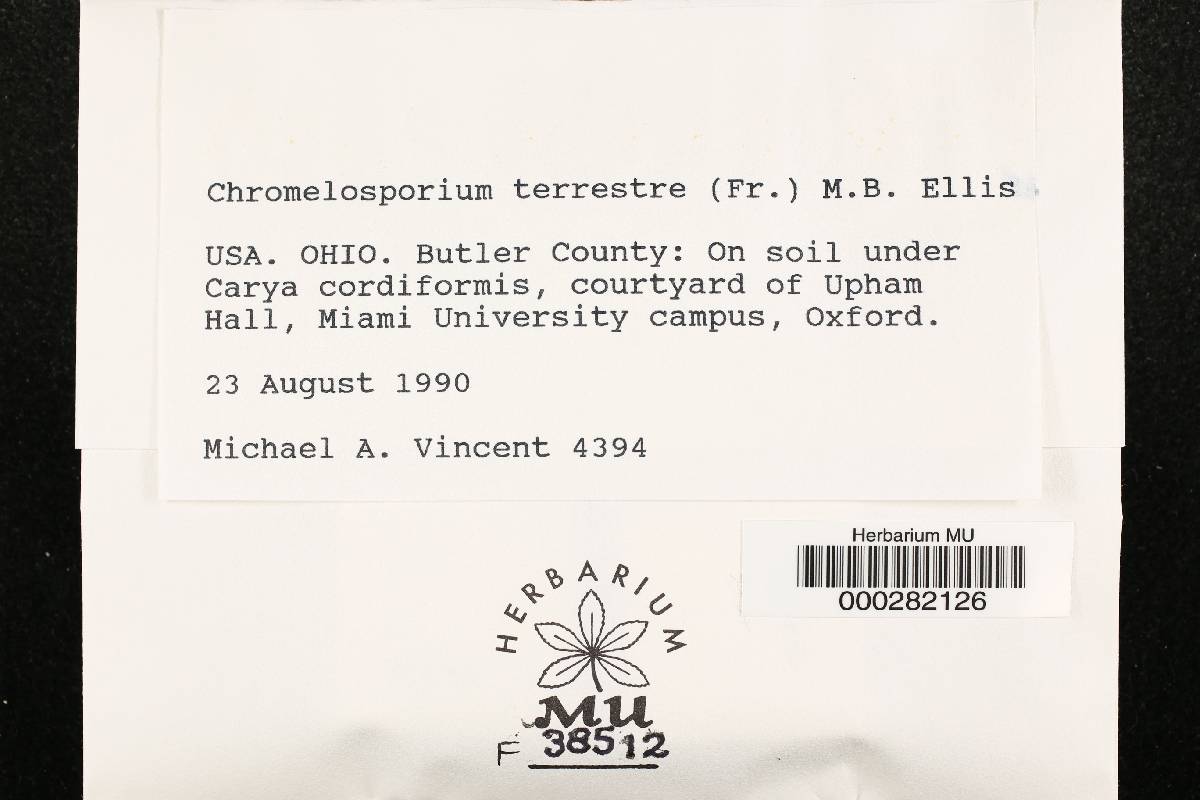 Chromelosporium terrestre (Fr.) M.B. Ellis
USA. OHIO. Butler County: On soil under
Carya cordiformis, courtyard of Upham
Hall, Miami University campus, Oxford.
23 August 1990
Michael A. Vincent 4394
Herbarium MU
000282126
HERBARIUM
MU
F 38512